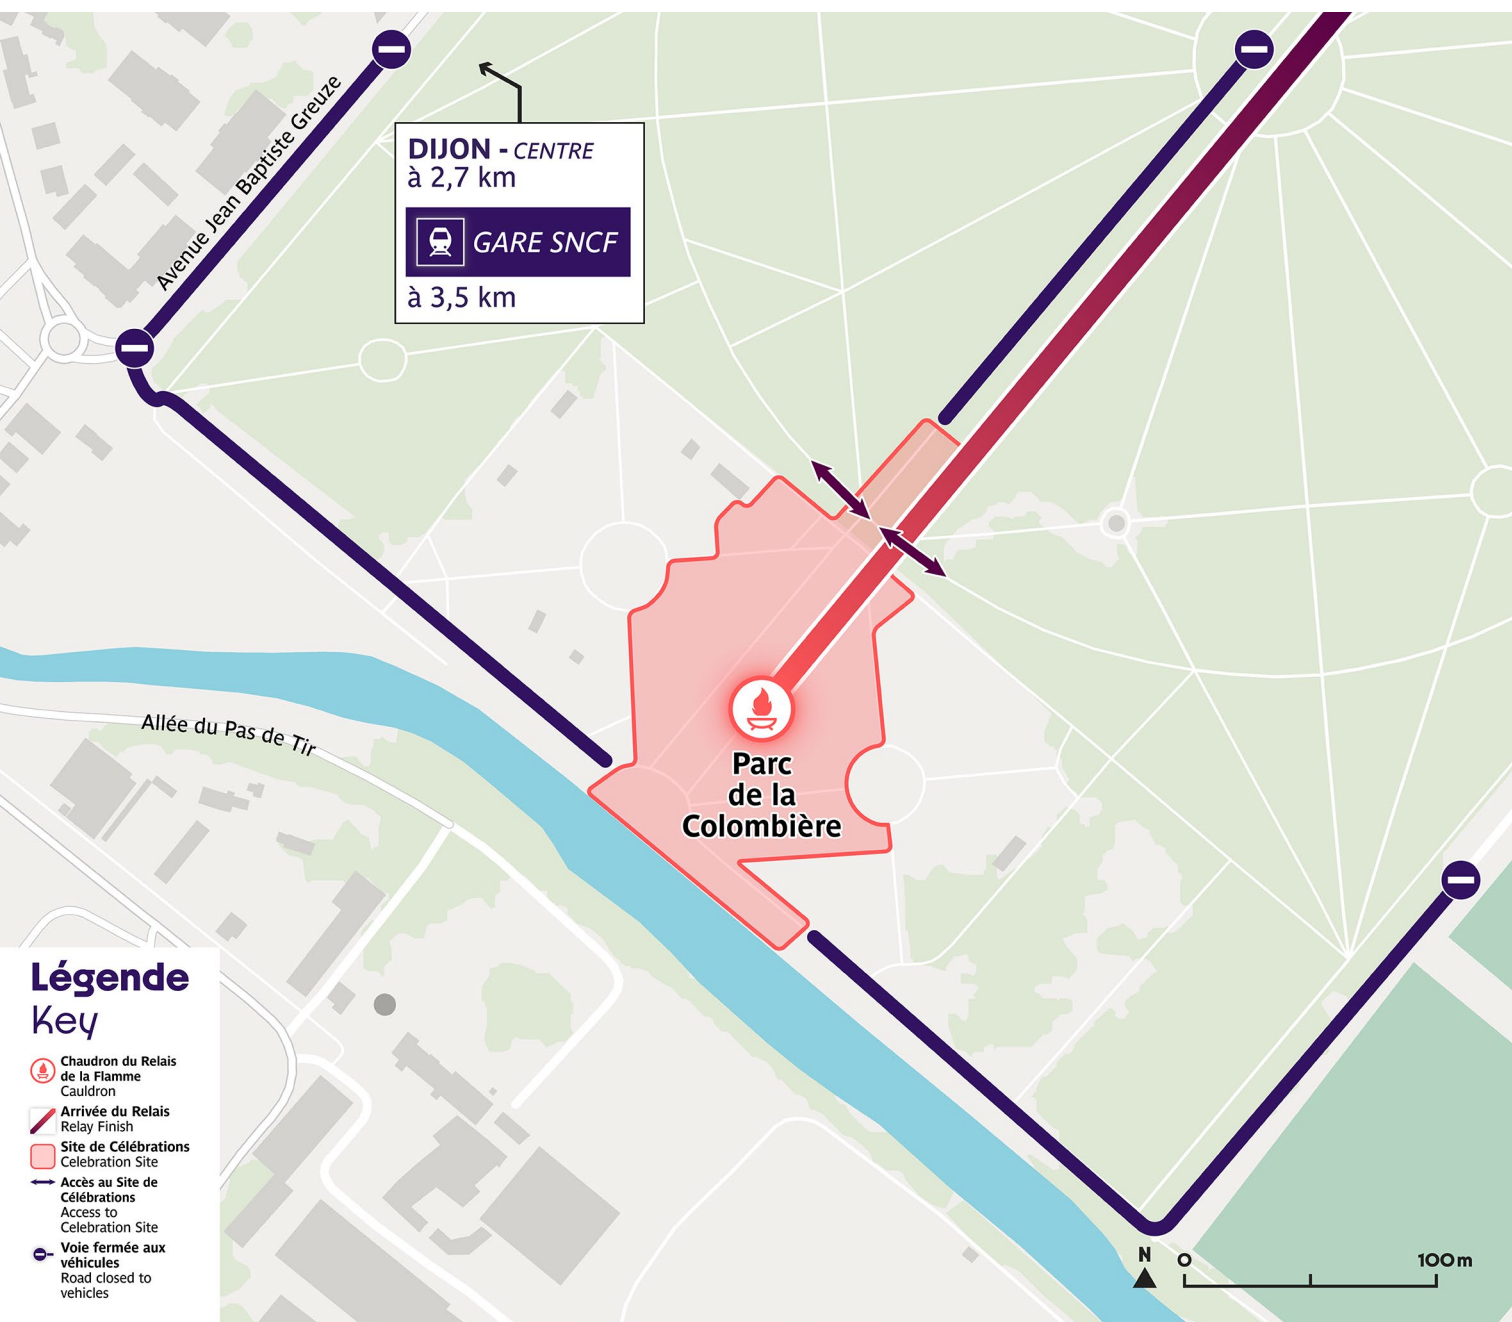 Avenue Jean Baptiste Greuze
DIJON - CENTRE
à 2,7 km
GARE SNCF
à 3,5 km
Allée du Pas de Tir
Parc
de la
Colombière
Légende
Key
Chaudron du Relais
de la Flamme
Cauldron
Arrivée du Relais
Relay Finish
Site de Célébrations
Celebration Site
Accès au Site de
Célébrations
Access to
Celebration Site
Voie fermée aux
véhicules
Road closed to
vehicles
N
0
100 m